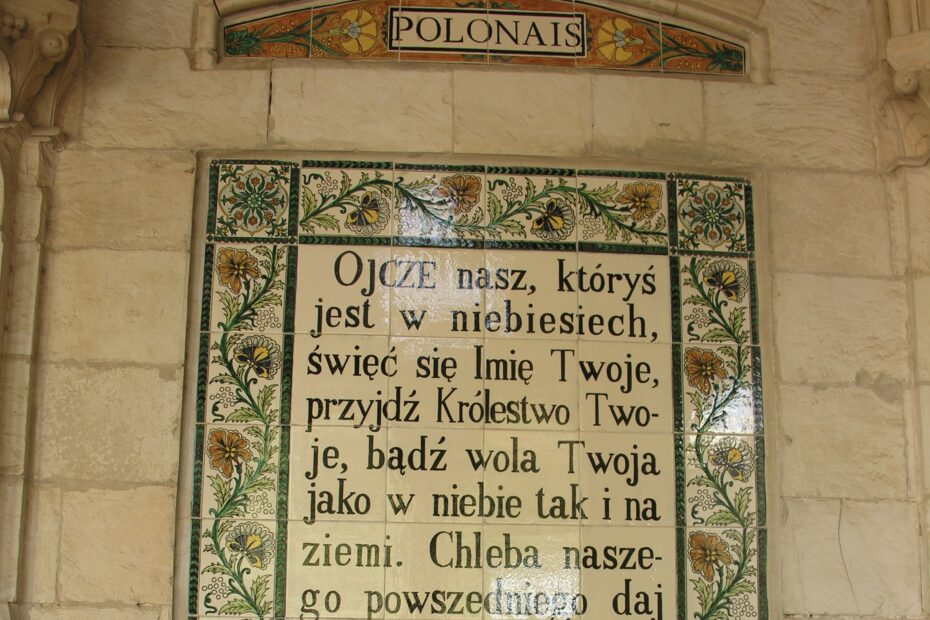 POLONAIS
OJCZE nasz, któryś
jest w niebiesiech,
święć się Imię Twoje,
przyjdź Królestwo Two-
je, bądź wola Twoja
jako w niebie tak i na
ziemi. Chleba nasze-
go powszedniego daj